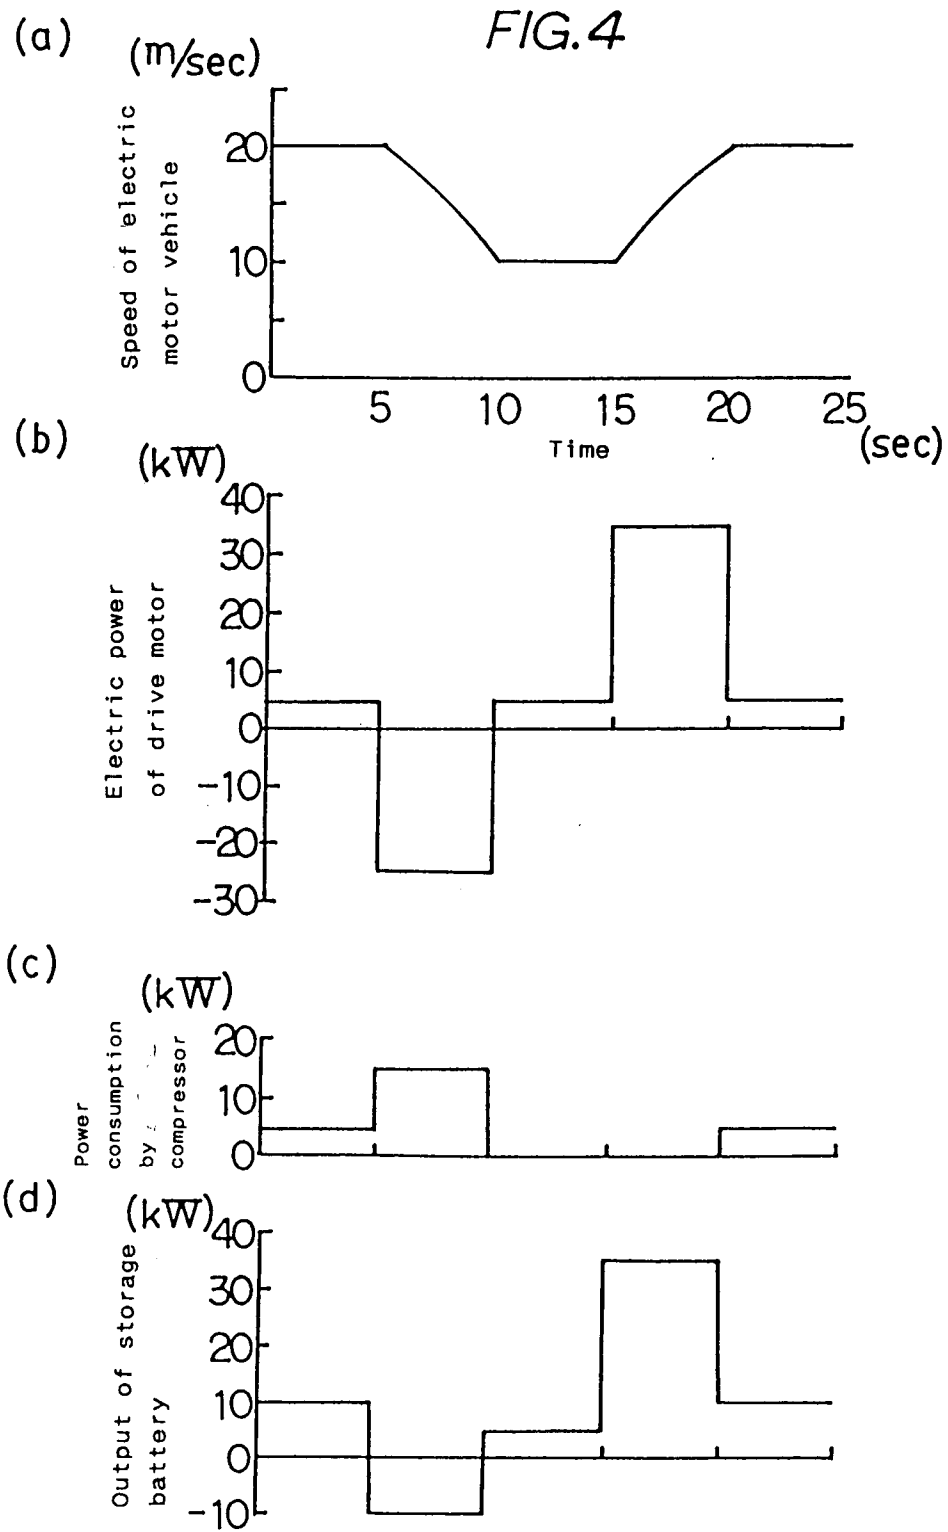 FIG.4
(a)
(m/sec)
Speed of electric
motor vehicle
20
10
0
5 10 15 20 25
Time
(sec)
(b)
(kW)
Electric power
of drive motor
40
30
20
10
0
-10
-20
-30
(c)
(kW)
Power
consumption
by
compressor
20
10
0
(d)
(kW)
Output of storage
battery
40
30
20
10
0
-10